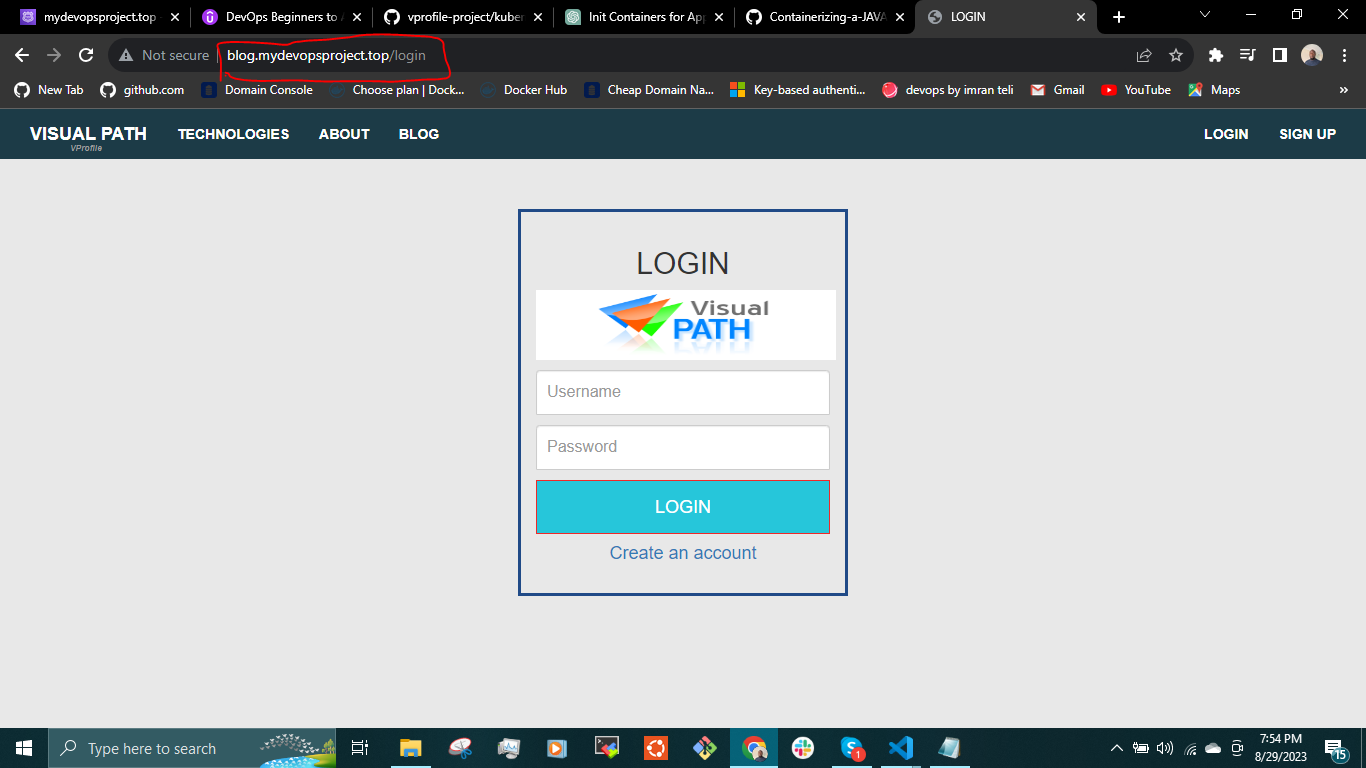 mydevopsproject.top
DevOps Beginners to A
vprofile-project/kuber
Init Containers for App
Containerizing-a-JAVA
LOGIN
Not secure
blog.mydevopsproject.top/login
New Tab
github.com
Domain Console
Choose plan | Dock...
Docker Hub
Cheap Domain Na...
Key-based authenti...
devops by imran teli
Gmail
YouTube
Maps
»
VISUAL PATH
VProfile
TECHNOLOGIES
ABOUT
BLOG
LOGIN
SIGN UP
LOGIN
Visual
PATH
Username
Password
LOGIN
Create an account
Type here to search
1
7:54 PM
8/29/2023
15